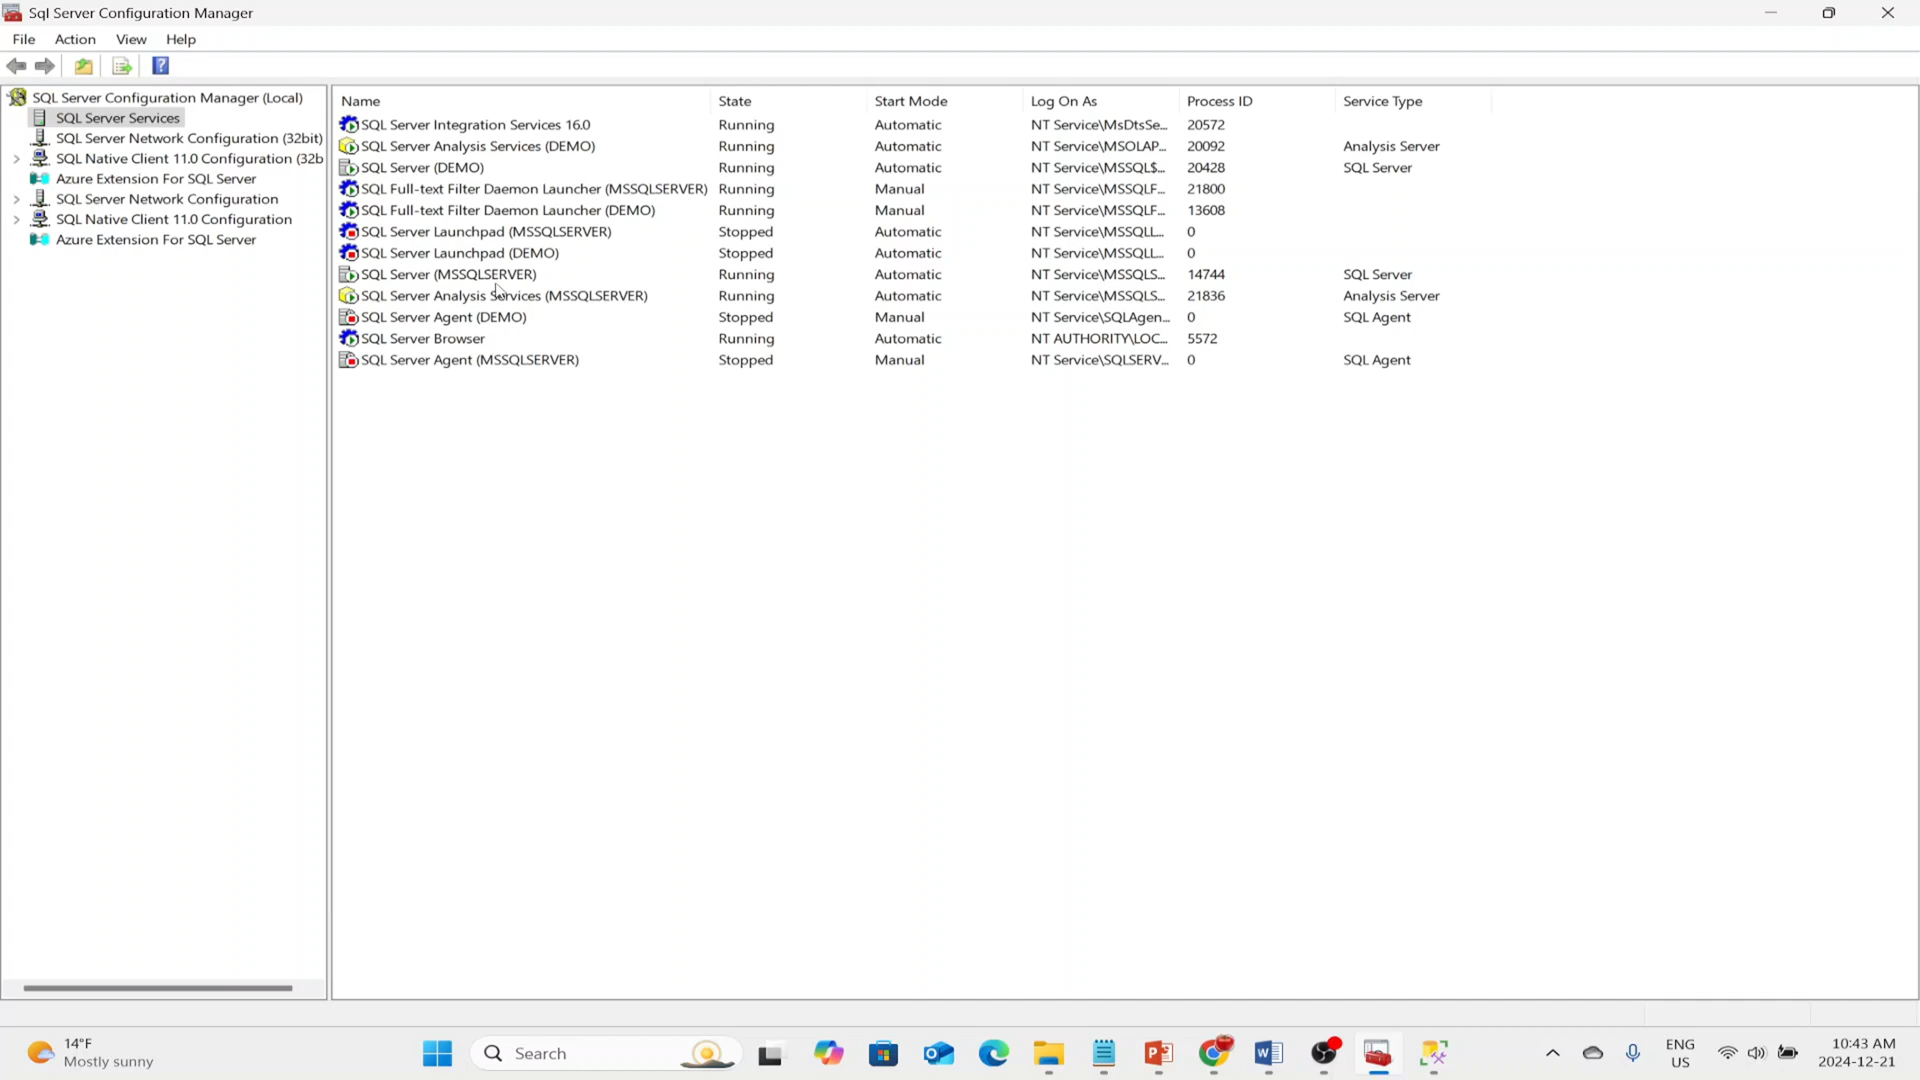 Sql Server Configuration Manager
File Action View Help
SQL Server Configuration Manager (Local)
SQL Server Services
SQL Server Network Configuration (32bit)
SQL Native Client 11.0 Configuration (32b
Azure Extension For SQL Server
SQL Server Network Configuration
SQL Native Client 11.0 Configuration
Azure Extension For SQL Server
Name State Start Mode Log On As Process ID Service Type
SQL Server Integration Services 16.0 Running Automatic NT Service\MsDtsSe... 20572
SQL Server Analysis Services (DEMO) Running Automatic NT Service\MSOLAP... 20092 Analysis Server
SQL Server (DEMO) Running Automatic NT Service\MSSQL$... 20428 SQL Server
SQL Full-text Filter Daemon Launcher (MSSQLSERVER) Running Manual NT Service\MSSQLF... 21800
SQL Full-text Filter Daemon Launcher (DEMO) Running Manual NT Service\MSSQLF... 13608
SQL Server Launchpad (MSSQLSERVER) Stopped Automatic NT Service\MSSQLL... 0
SQL Server Launchpad (DEMO) Stopped Automatic NT Service\MSSQLL... 0
SQL Server (MSSQLSERVER) Running Automatic NT Service\MSSQLS... 14744 SQL Server
SQL Server Analysis Services (MSSQLSERVER) Running Automatic NT Service\MSSQLS... 21836 Analysis Server
SQL Server Agent (DEMO) Stopped Manual NT Service\SQLAgen... 0 SQL Agent
SQL Server Browser Running Automatic NT AUTHORITY\LOC... 5572
SQL Server Agent (MSSQLSERVER) Stopped Manual NT Service\SQLSERV... 0 SQL Agent
14°F
Mostly sunny
Search
ENG
US
10:43 AM
2024-12-21